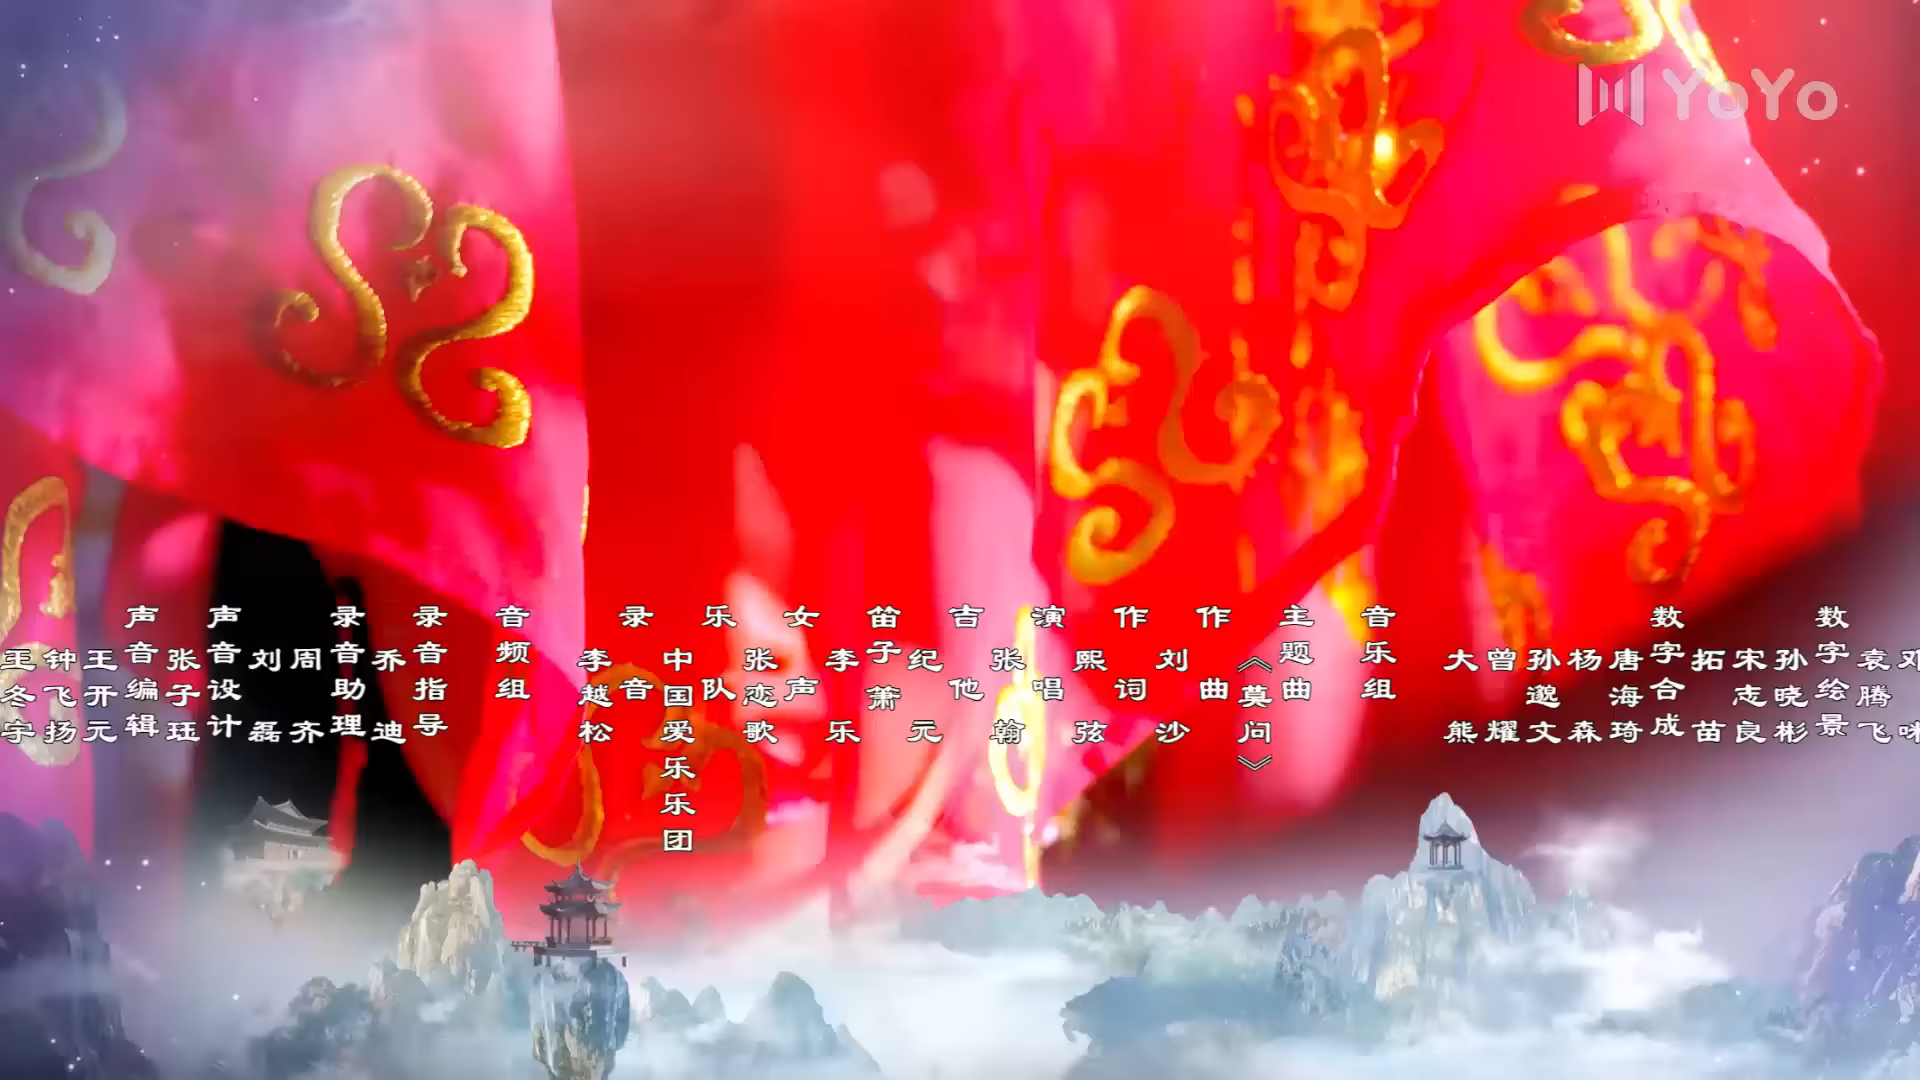 YoYo
袁腾飞
数字绘景
孙晓彬
宋志良
拓苗
数字合成
唐海琦
杨森
孙邈文
曾耀
大熊
音乐组
主题曲
《莫问》
作曲
刘沙
作词
熙弦
演唱
张翰
吉他
纪元
笛子箫
李乐
女声
张恋歌
乐队
中国爱乐乐团
录音
李越松
音频组
录音指导
乔迪
录音助理
周齐
刘磊
声音设计
张子珏
声音编辑
王开元
钟飞扬
王冬宇